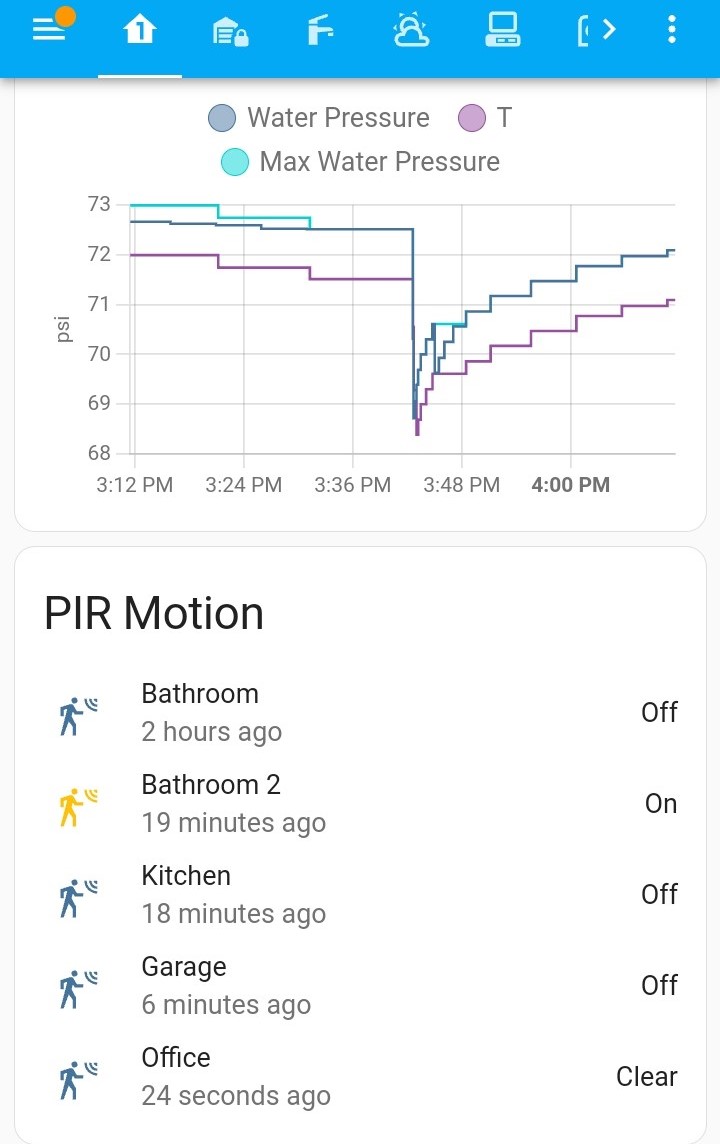 1
Water Pressure T
Max Water Pressure
73
72
71
70
69
68
psi
3:12 PM 3:24 PM 3:36 PM 3:48 PM 4:00 PM
PIR Motion
Bathroom
2 hours ago
Off
Bathroom 2
19 minutes ago
On
Kitchen
18 minutes ago
Off
Garage
6 minutes ago
Off
Office
24 seconds ago
Clear